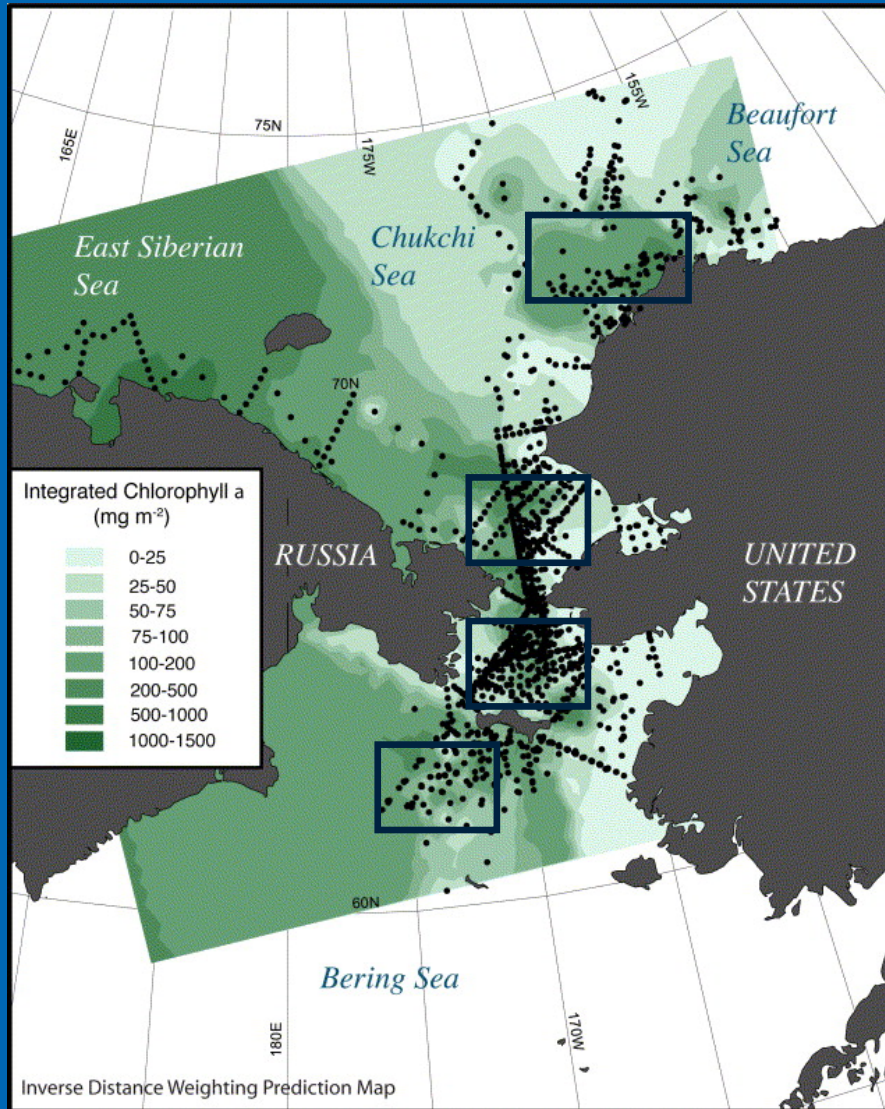 155W
Beaufort
Sea
75N
165E
175W
East Siberian
Sea
Chukchi
Sea
70N
Integrated Chlorophyll a
(mg m⁻²)
0-25
25-50
50-75
75-100
100-200
200-500
500-1000
1000-1500
RUSSIA
UNITED
STATES
60N
Bering Sea
180E
170W
Inverse Distance Weighting Prediction Map